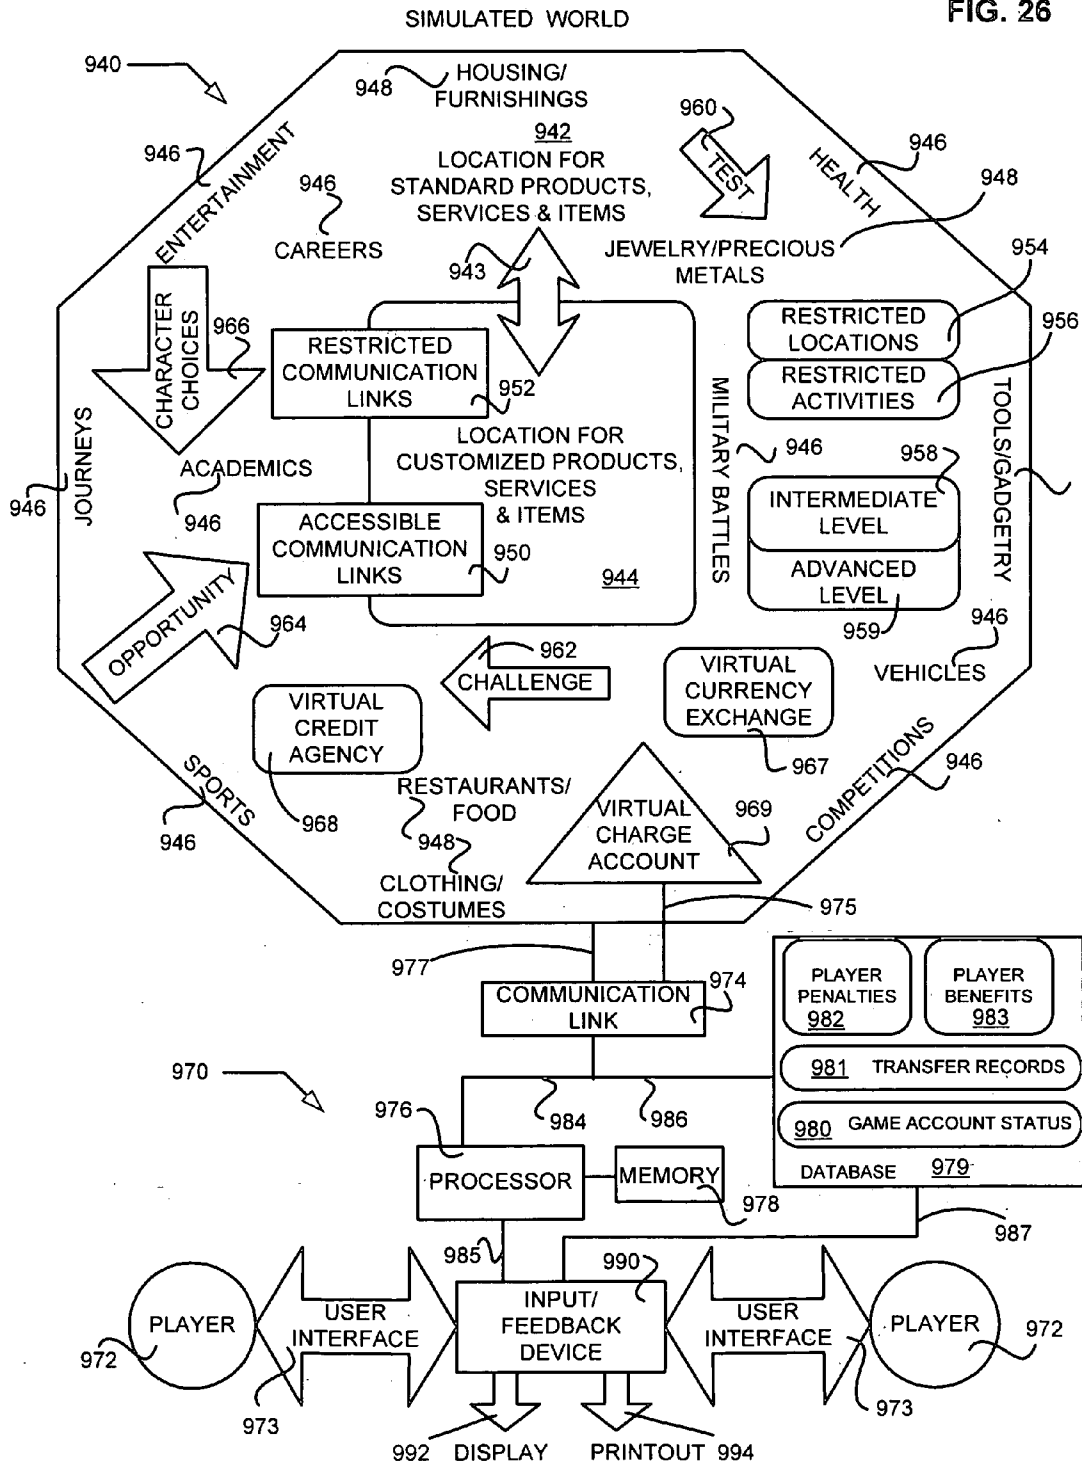 FIG. 26
SIMULATED WORLD
940
948
HOUSING/
FURNISHINGS
960
TEST
946
ENTERTAINMENT
942
LOCATION FOR
STANDARD PRODUCTS,
SERVICES & ITEMS
946
HEALTH
948
946
CAREERS
943
JEWELRY/PRECIOUS
METALS
954
RESTRICTED
LOCATIONS
956
RESTRICTED
ACTIVITIES
CHARACTER
CHOICES
966
RESTRICTED
COMMUNICATION
LINKS
952
MILITARY BATTLES
946
TOOLS/GADGETRY
JOURNEYS
946
ACADEMICS
946
LOCATION FOR
CUSTOMIZED PRODUCTS,
SERVICES
& ITEMS
958
INTERMEDIATE
LEVEL
ACCESSIBLE
COMMUNICATION
LINKS
950
944
ADVANCED
LEVEL
959
946
VEHICLES
OPPORTUNITY
964
962
CHALLENGE
VIRTUAL
CURRENCY
EXCHANGE
967
VIRTUAL
CREDIT
AGENCY
968
SPORTS
946
COMPETITIONS
946
RESTAURANTS/
FOOD
948
948
CLOTHING/
COSTUMES
VIRTUAL
CHARGE
ACCOUNT
969
975
977
COMMUNICATION
LINK
974
PLAYER
PENALTIES
982
PLAYER
BENEFITS
983
981 TRANSFER RECORDS
980 GAME ACCOUNT STATUS
DATABASE 979
970
976
984
986
PROCESSOR
MEMORY
978
987
985
990
PLAYER
972
USER
INTERFACE
973
INPUT/
FEEDBACK
DEVICE
USER
INTERFACE
973
PLAYER
972
992 DISPLAY
PRINTOUT 994